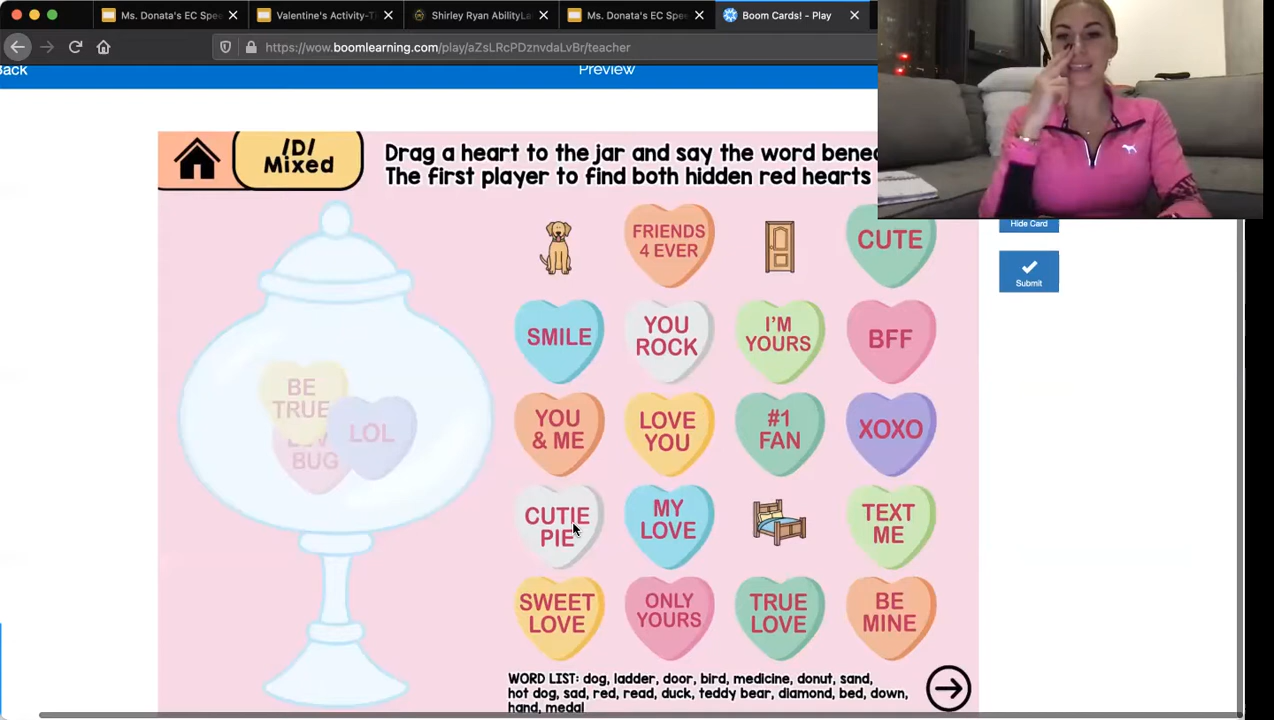 Ms. Donata's EC Spee
Valentine's Activity-T
Shirley Ryan AbilityLa
Ms. Donata's EC Spee
Boom Cards! - Play
https://wow.boomlearning.com/play/aZsLRcPDznvdaLvBr/teacher
Back
Preview
/D/
Mixed
Drag a heart to the jar and say the word bene
The first player to find both hidden red hearts
Hide Card
Submit
FRIENDS
4 EVER
CUTE
SMILE
YOU
ROCK
I'M
YOURS
BFF
BE
TRUE
LOL
BUG
YOU
& ME
LOVE
YOU
#1
FAN
XOXO
CUTIE
PIE
MY
LOVE
TEXT
ME
SWEET
LOVE
ONLY
YOURS
TRUE
LOVE
BE
MINE
WORD LIST: dog, ladder, door, bird, medicine, donut, sand,
hot dog, sad, red, read, duck, teddy bear, diamond, bed, down,
hand, medal